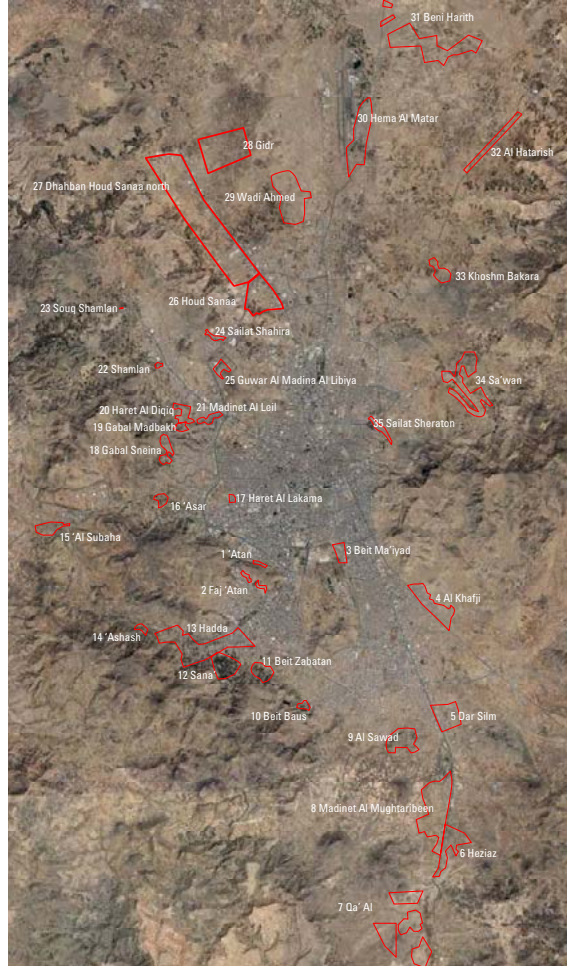 31 Beni Harith
30 Hema Al Matar
28 Gidr
32 Al Hatarish
27 Dhahban Houd Sanaa north
29 Wadi Ahmed
33 Khoshm Bakara
26 Houd Sanaa
23 Souq Shamlan
24 Sailat Shahira
22 Shamlan
25 Guwar Al Madina Al Libiya
34 Sa'wan
20 Haret Al Diqiq
21 Madinet Al Leil
19 Gabal Madbakh
35 Sailat Sheraton
18 Gabal Sneina
17 Haret Al Lakama
16 'Asar
15 'Al Subaha
1 'Atan
3 Beit Ma'iyad
2 Faj 'Atan
4 Al Khafji
13 Hadda
14 'Ashash
11 Beit Zabatan
12 Sana'
10 Beit Baus
5 Dar Silm
9 Al Sawad
8 Madinet Al Mughtaribeen
6 Heziaz
7 Qa' Al